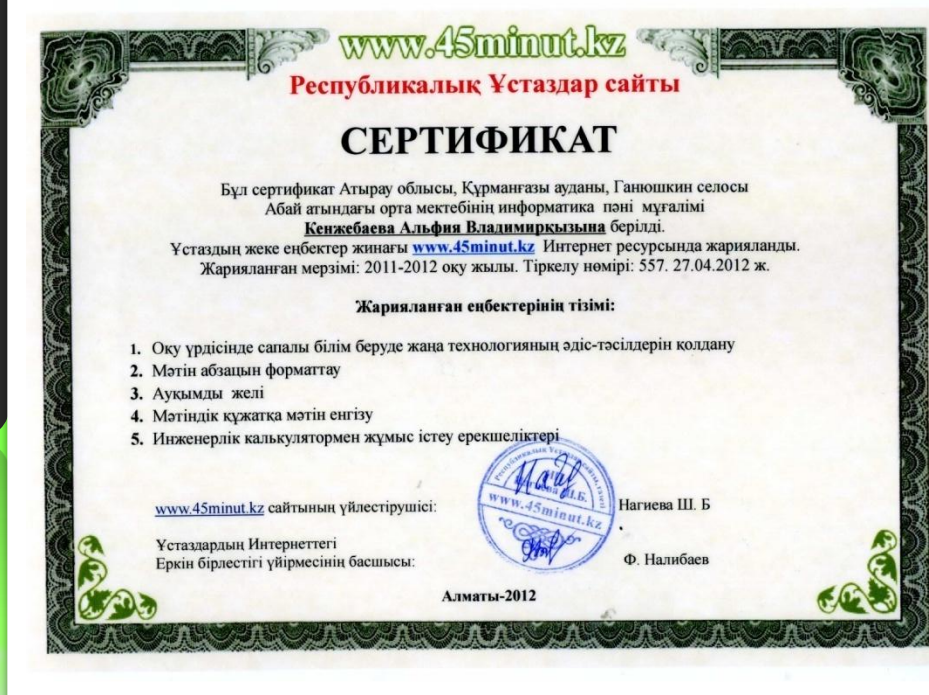 www.45minut.kz
Республикалық Ұстаздар сайты
СЕРТИФИКАТ
Бұл сертификат Атырау облысы, Құрманғазы ауданы, Ганюшкин селосы
Абай атындағы орта мектебінің информатика пәні мұғалімі
Кенжебаева Альфия Владимирқызына берілді.
Ұстаздың жеке еңбектер жинағы www.45minut.kz Интернет ресурсында жарияланды.
Жарияланған мерзімі: 2011-2012 оқу жылы. Тіркелу нөмірі: 557. 27.04.2012 ж.
Жарияланған еңбектерінің тізімі:
1. Оқу үрдісінде сапалы білім беруде жаңа технологияның әдіс-тәсілдерін қолдану
2. Мәтін абзацын форматтау
3. Ауқымды желі
4. Мәтіндік құжатқа мәтін енгізу
5. Инженерлік калькулятормен жұмыс істеу ерекшеліктері
www.45minut.kz сайтының үйлестірушісі: Нагиева Ш. Б
www.45minut.kz
Ұстаздардың Интернеттегі
Еркін бірлестігі үйірмесінің басшысы: Ф. Налибаев
Алматы-2012